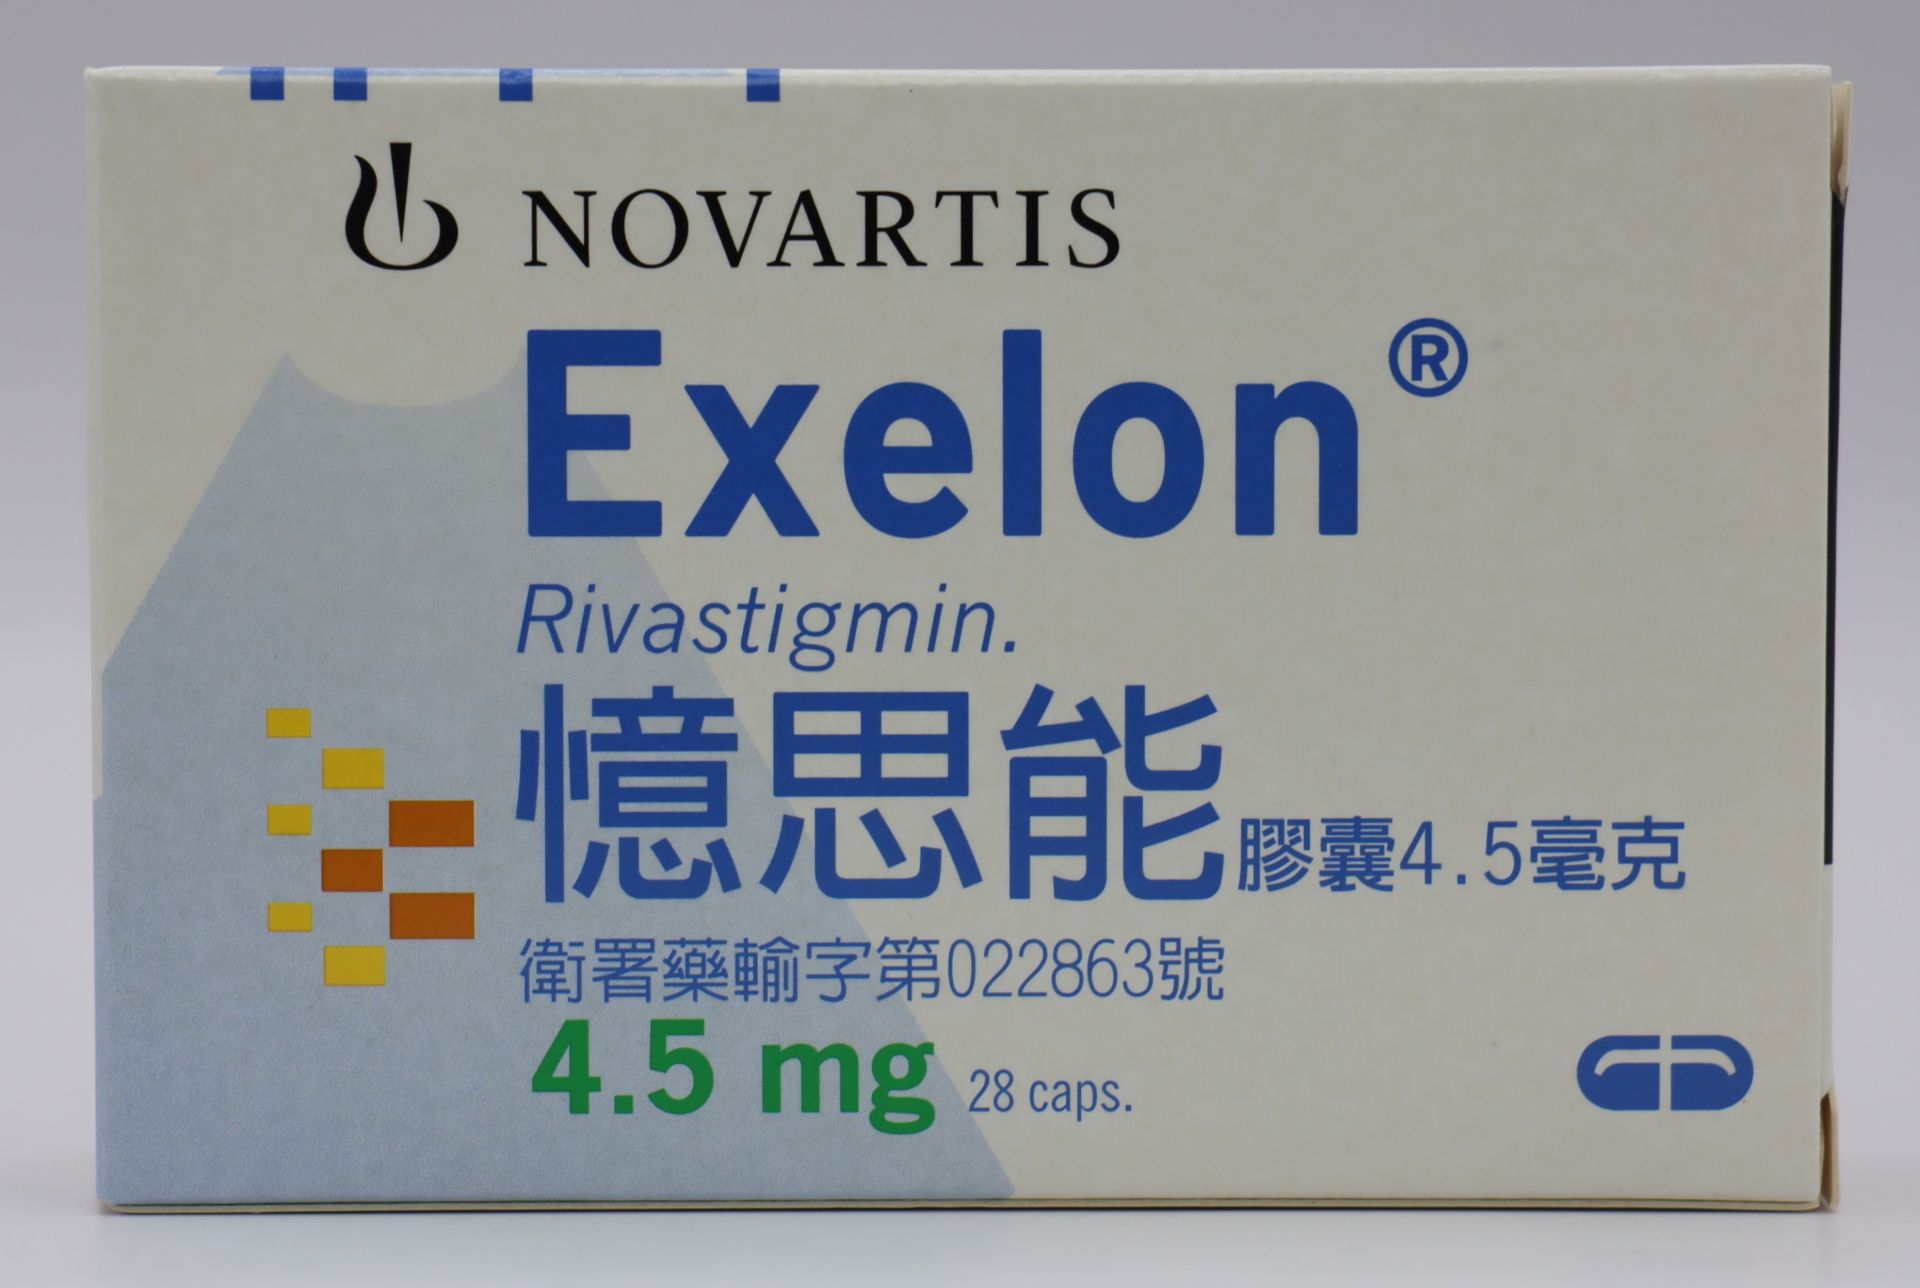 NOVARTIS
Exelon®
Rivastigmin.
憶思能膠囊4.5毫克
衛署藥輸字第022863號
4.5 mg 28 caps.